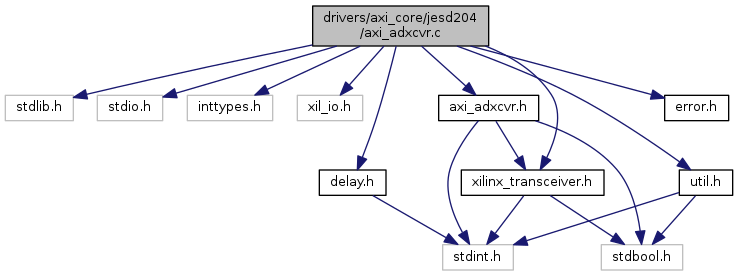 drivers/axi_core/jesd204
/axi_adxcvr.c
stdlib.h
stdio.h
inttypes.h
xil_io.h
axi_adxcvr.h
error.h
delay.h
xilinx_transceiver.h
util.h
stdint.h
stdbool.h